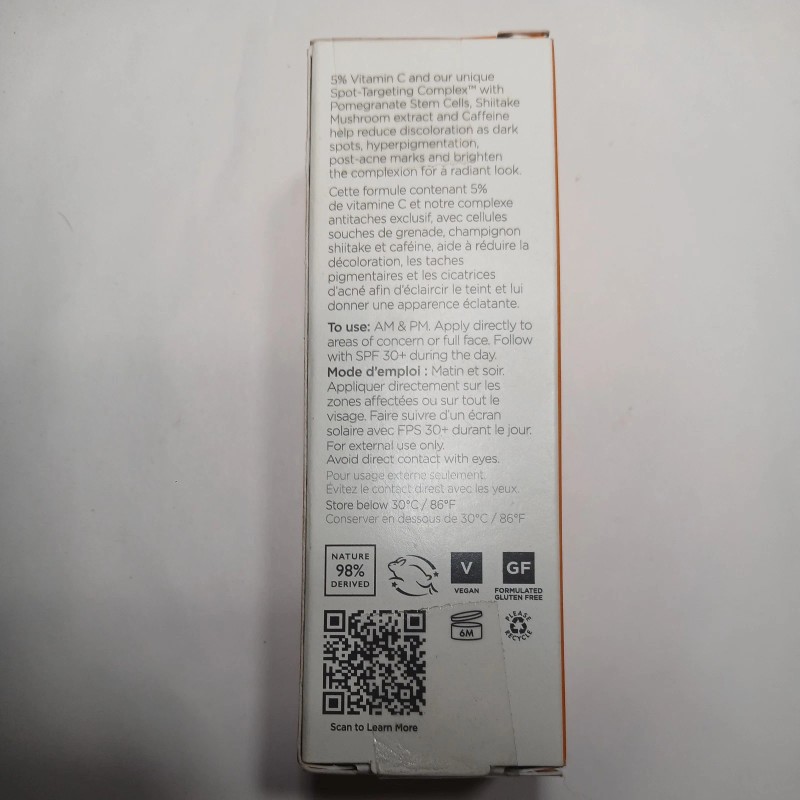 5% Vitamin C and our unique
Spot-Targeting Complex™ with
Pomegranate Stem Cells, Shiitake
Mushroom extract and Caffeine
help reduce discoloration as dark
spots, hyperpigmentation,
post-acne marks and brighten
the complexion for a radiant look.
Cette formule contenant 5%
de vitamine C et notre complexe
antitaches exclusif, avec cellules
souches de grenade, champignon
shiitake et caféine, aide à réduire la
décoloration, les taches
pigmentaires et les cicatrices
d'acné afin d'éclaircir le teint et lui
donner une apparence éclatante.
To use: AM & PM. Apply directly to
areas of concern or full face. Follow
with SPF 30+ during the day.
Mode d'emploi : Matin et soir.
Appliquer directement sur les
zones affectées ou sur tout le
visage. Faire suivre d'un écran
solaire avec FPS 30+ durant le jour.
For external use only.
Avoid direct contact with eyes.
Pour usage externe seulement.
Évitez le contact direct avec les yeux.
Store below 30°C / 86°F
Conserver en dessous de 30°C / 86°F
NATURE
98%
DERIVED
V
VEGAN
GF
FORMULATED
GLUTEN FREE
6M
PLEASE
RECYCLE
Scan to Learn More